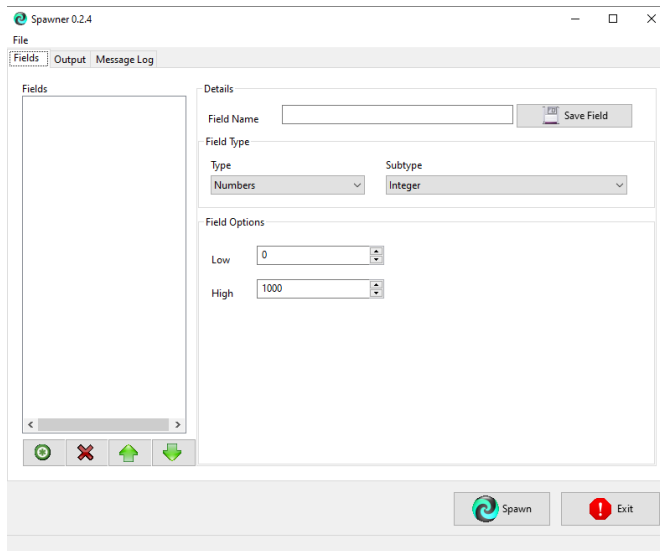 Spawner 0.2.4
File
Fields Output Message Log
Fields
Details
Field Name
Save Field
Field Type
Type Subtype
Numbers Integer
Field Options
Low 0
High 1000
Spawn Exit